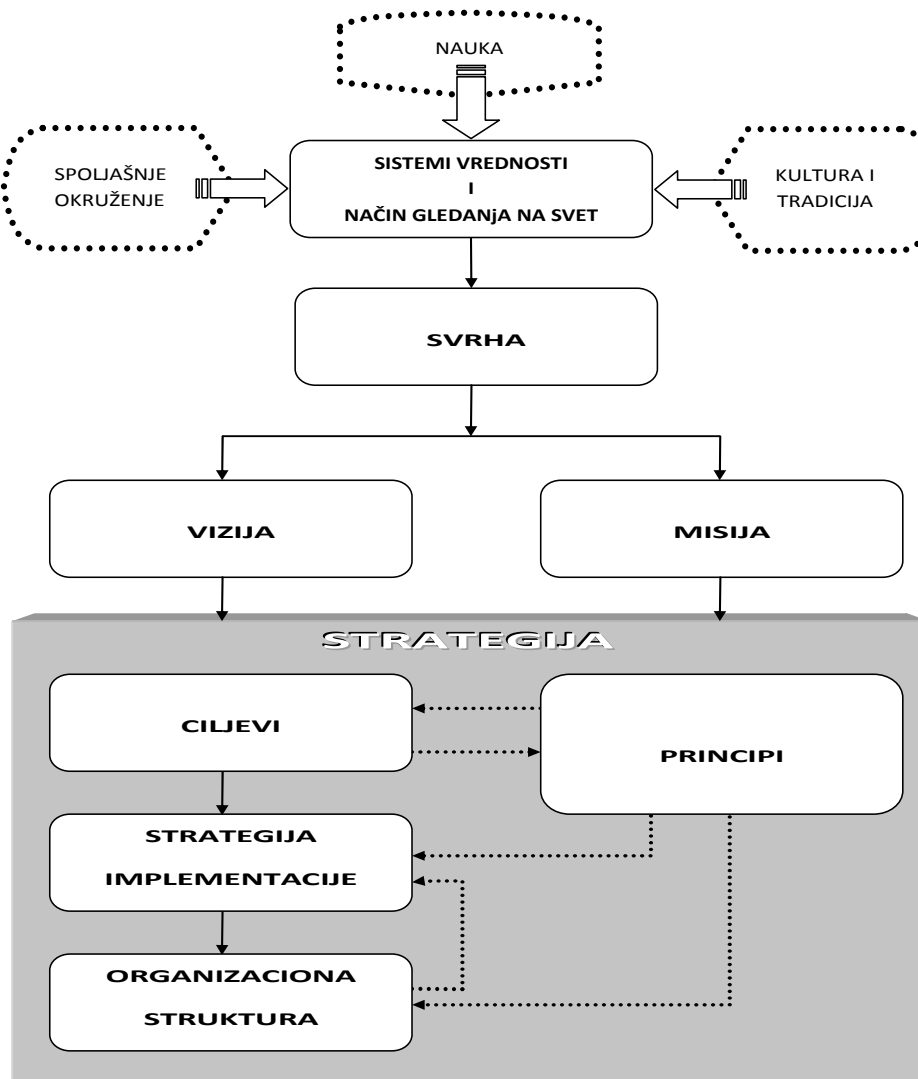 NAUKA
SPOLJAŠNJE
OKRUŽENJE
SISTEMI VREDNOSTI
I
NAČIN GLEDANjA NA SVET
KULTURA I
TRADICIJA
SVRHA
VIZIJA
MISIJA
STRATEGIJA
CILJEVI
PRINCIPI
STRATEGIJA
IMPLEMENTACIJE
ORGANIZACIONA
STRUKTURA